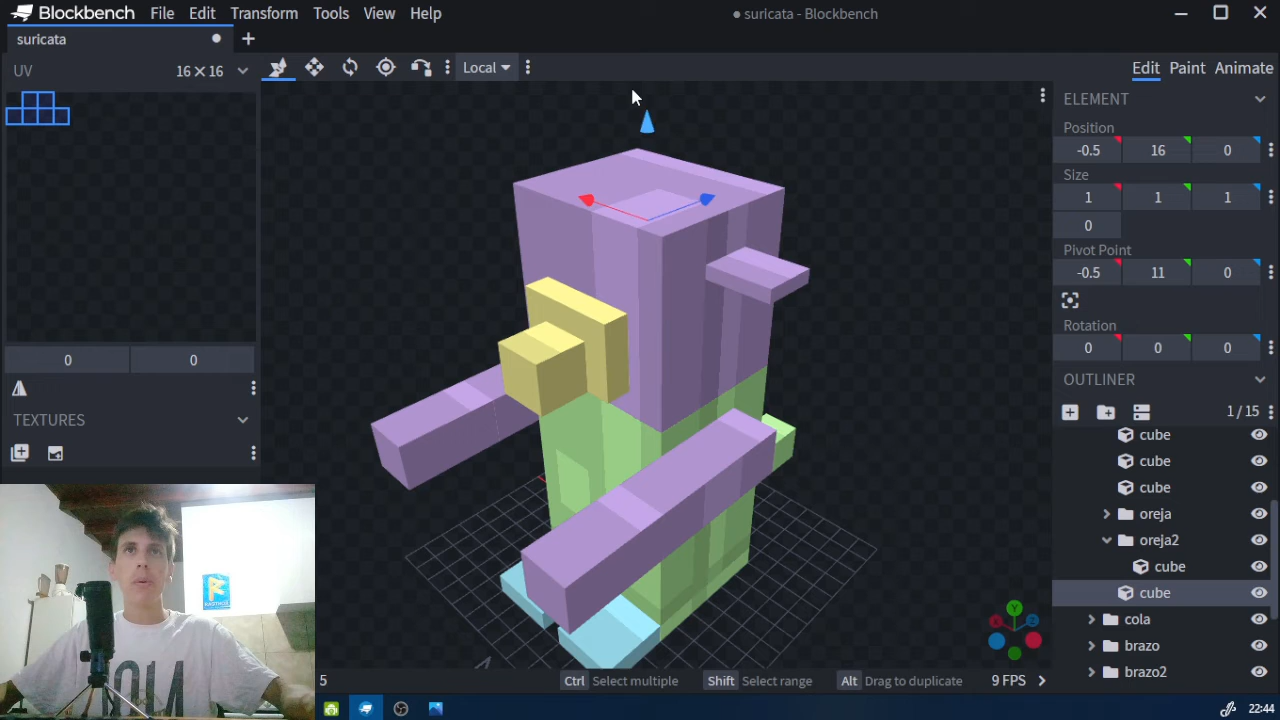 Blockbench File Edit Transform Tools View Help suricata - Blockbench
suricata
UV 16×16
Local
Edit Paint Animate
ELEMENT
Position
-0.5 16 0
Size
1 1 1
0
Pivot Point
-0.5 11 0
Rotation
0 0 0
OUTLINER
1 / 15
cube
cube
cube
oreja
oreja2
cube
cube
cola
brazo
brazo2
0 0
TEXTURES
5 Ctrl Select multiple Shift Select range Alt Drag to duplicate 9 FPS
22:44